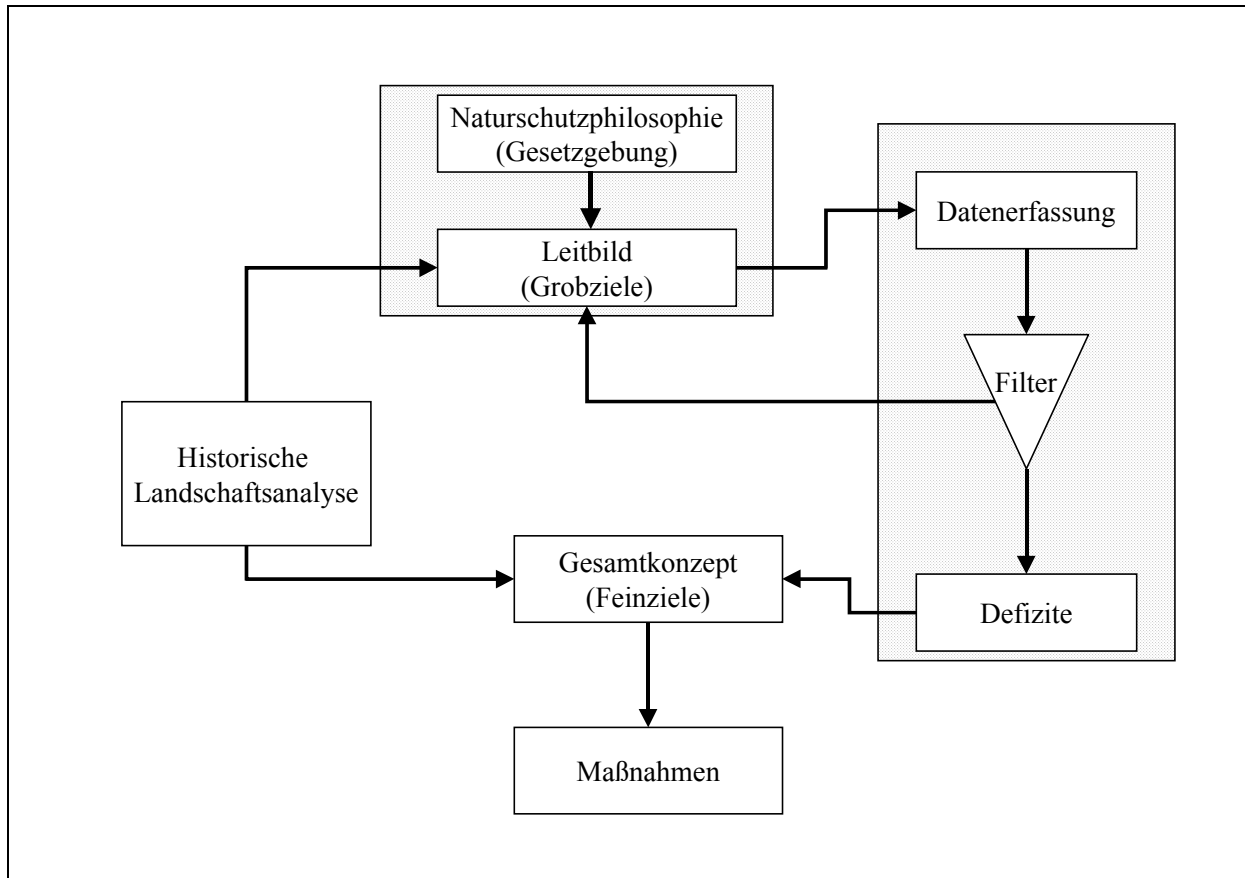 Naturschutzphilosophie
(Gesetzgebung)
Leitbild
(Grobziele)
Datenerfassung
Filter
Historische
Landschaftsanalyse
Gesamtkonzept
(Feinziele)
Defizite
Maßnahmen